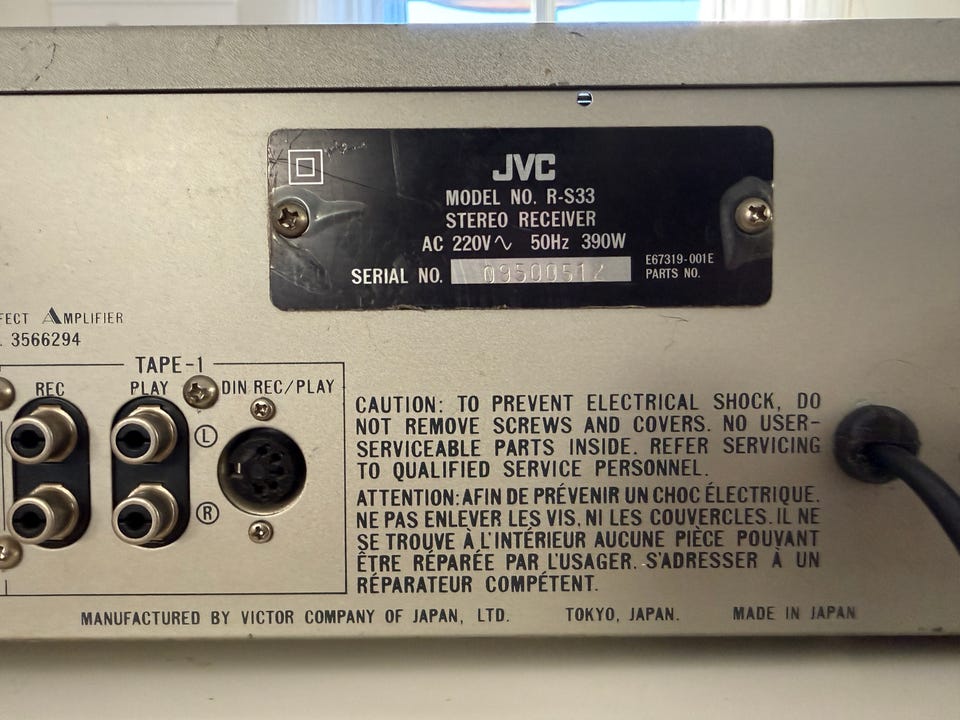 JVC
MODEL NO. R-S33
STEREO RECEIVER
AC 220V∿ 50Hz 390W
SERIAL NO.
E67319-001E
PARTS NO.
FECT AMPLIFIER
. 3566294
TAPE-1
REC PLAY DIN REC/PLAY
L
R
CAUTION: TO PREVENT ELECTRICAL SHOCK, DO
NOT REMOVE SCREWS AND COVERS. NO USER-
SERVICEABLE PARTS INSIDE. REFER SERVICING
TO QUALIFIED SERVICE PERSONNEL.
ATTENTION: AFIN DE PRÉVENIR UN CHOC ÉLECTRIQUE.
NE PAS ENLEVER LES VIS, NI LES COUVERCLES. IL NE
SE TROUVE À L'INTÉRIEUR AUCUNE PIÈCE POUVANT
ÊTRE RÉPARÉE PAR L'USAGER. S'ADRESSER À UN
RÉPARATEUR COMPÉTENT.
MANUFACTURED BY VICTOR COMPANY OF JAPAN, LTD. TOKYO, JAPAN. MADE IN JAPAN